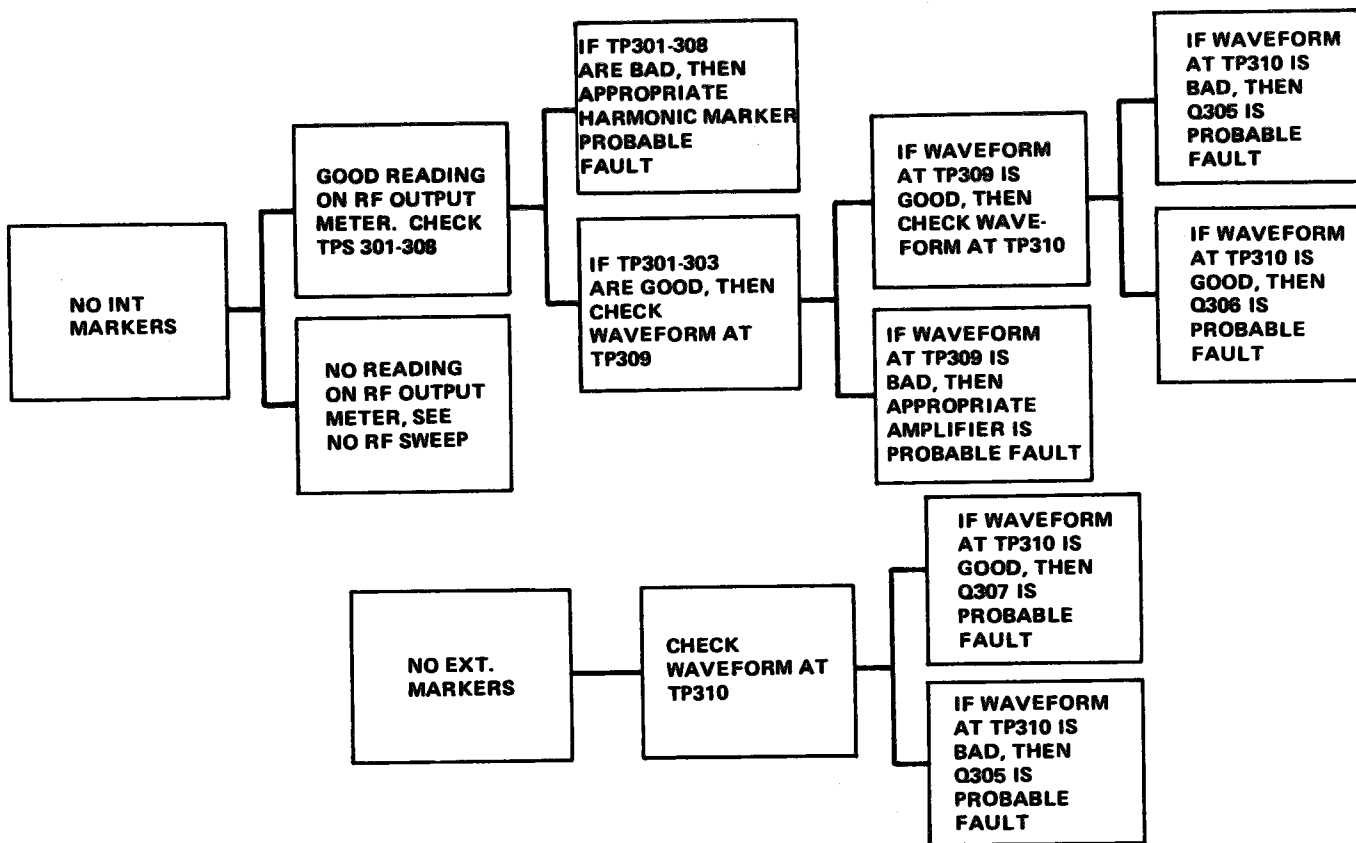 NO INT
MARKERS
GOOD READING
ON RF OUTPUT
METER. CHECK
TPS 301-308
NO READING
ON RF OUTPUT
METER, SEE
NO RF SWEEP
IF TP301-308
ARE BAD, THEN
APPROPRIATE
HARMONIC MARKER
PROBABLE
FAULT
IF TP301-303
ARE GOOD, THEN
CHECK
WAVEFORM AT
TP309
IF WAVEFORM
AT TP309 IS
GOOD, THEN
CHECK WAVE-
FORM AT TP310
IF WAVEFORM
AT TP309 IS
BAD, THEN
APPROPRIATE
AMPLIFIER IS
PROBABLE FAULT
IF WAVEFORM
AT TP310 IS
BAD, THEN
Q305 IS
PROBABLE
FAULT
IF WAVEFORM
AT TP310 IS
GOOD, THEN
Q306 IS
PROBABLE
FAULT
NO EXT.
MARKERS
CHECK
WAVEFORM AT
TP310
IF WAVEFORM
AT TP310 IS
GOOD, THEN
Q307 IS
PROBABLE
FAULT
IF WAVEFORM
AT TP310 IS
BAD, THEN
Q305 IS
PROBABLE
FAULT